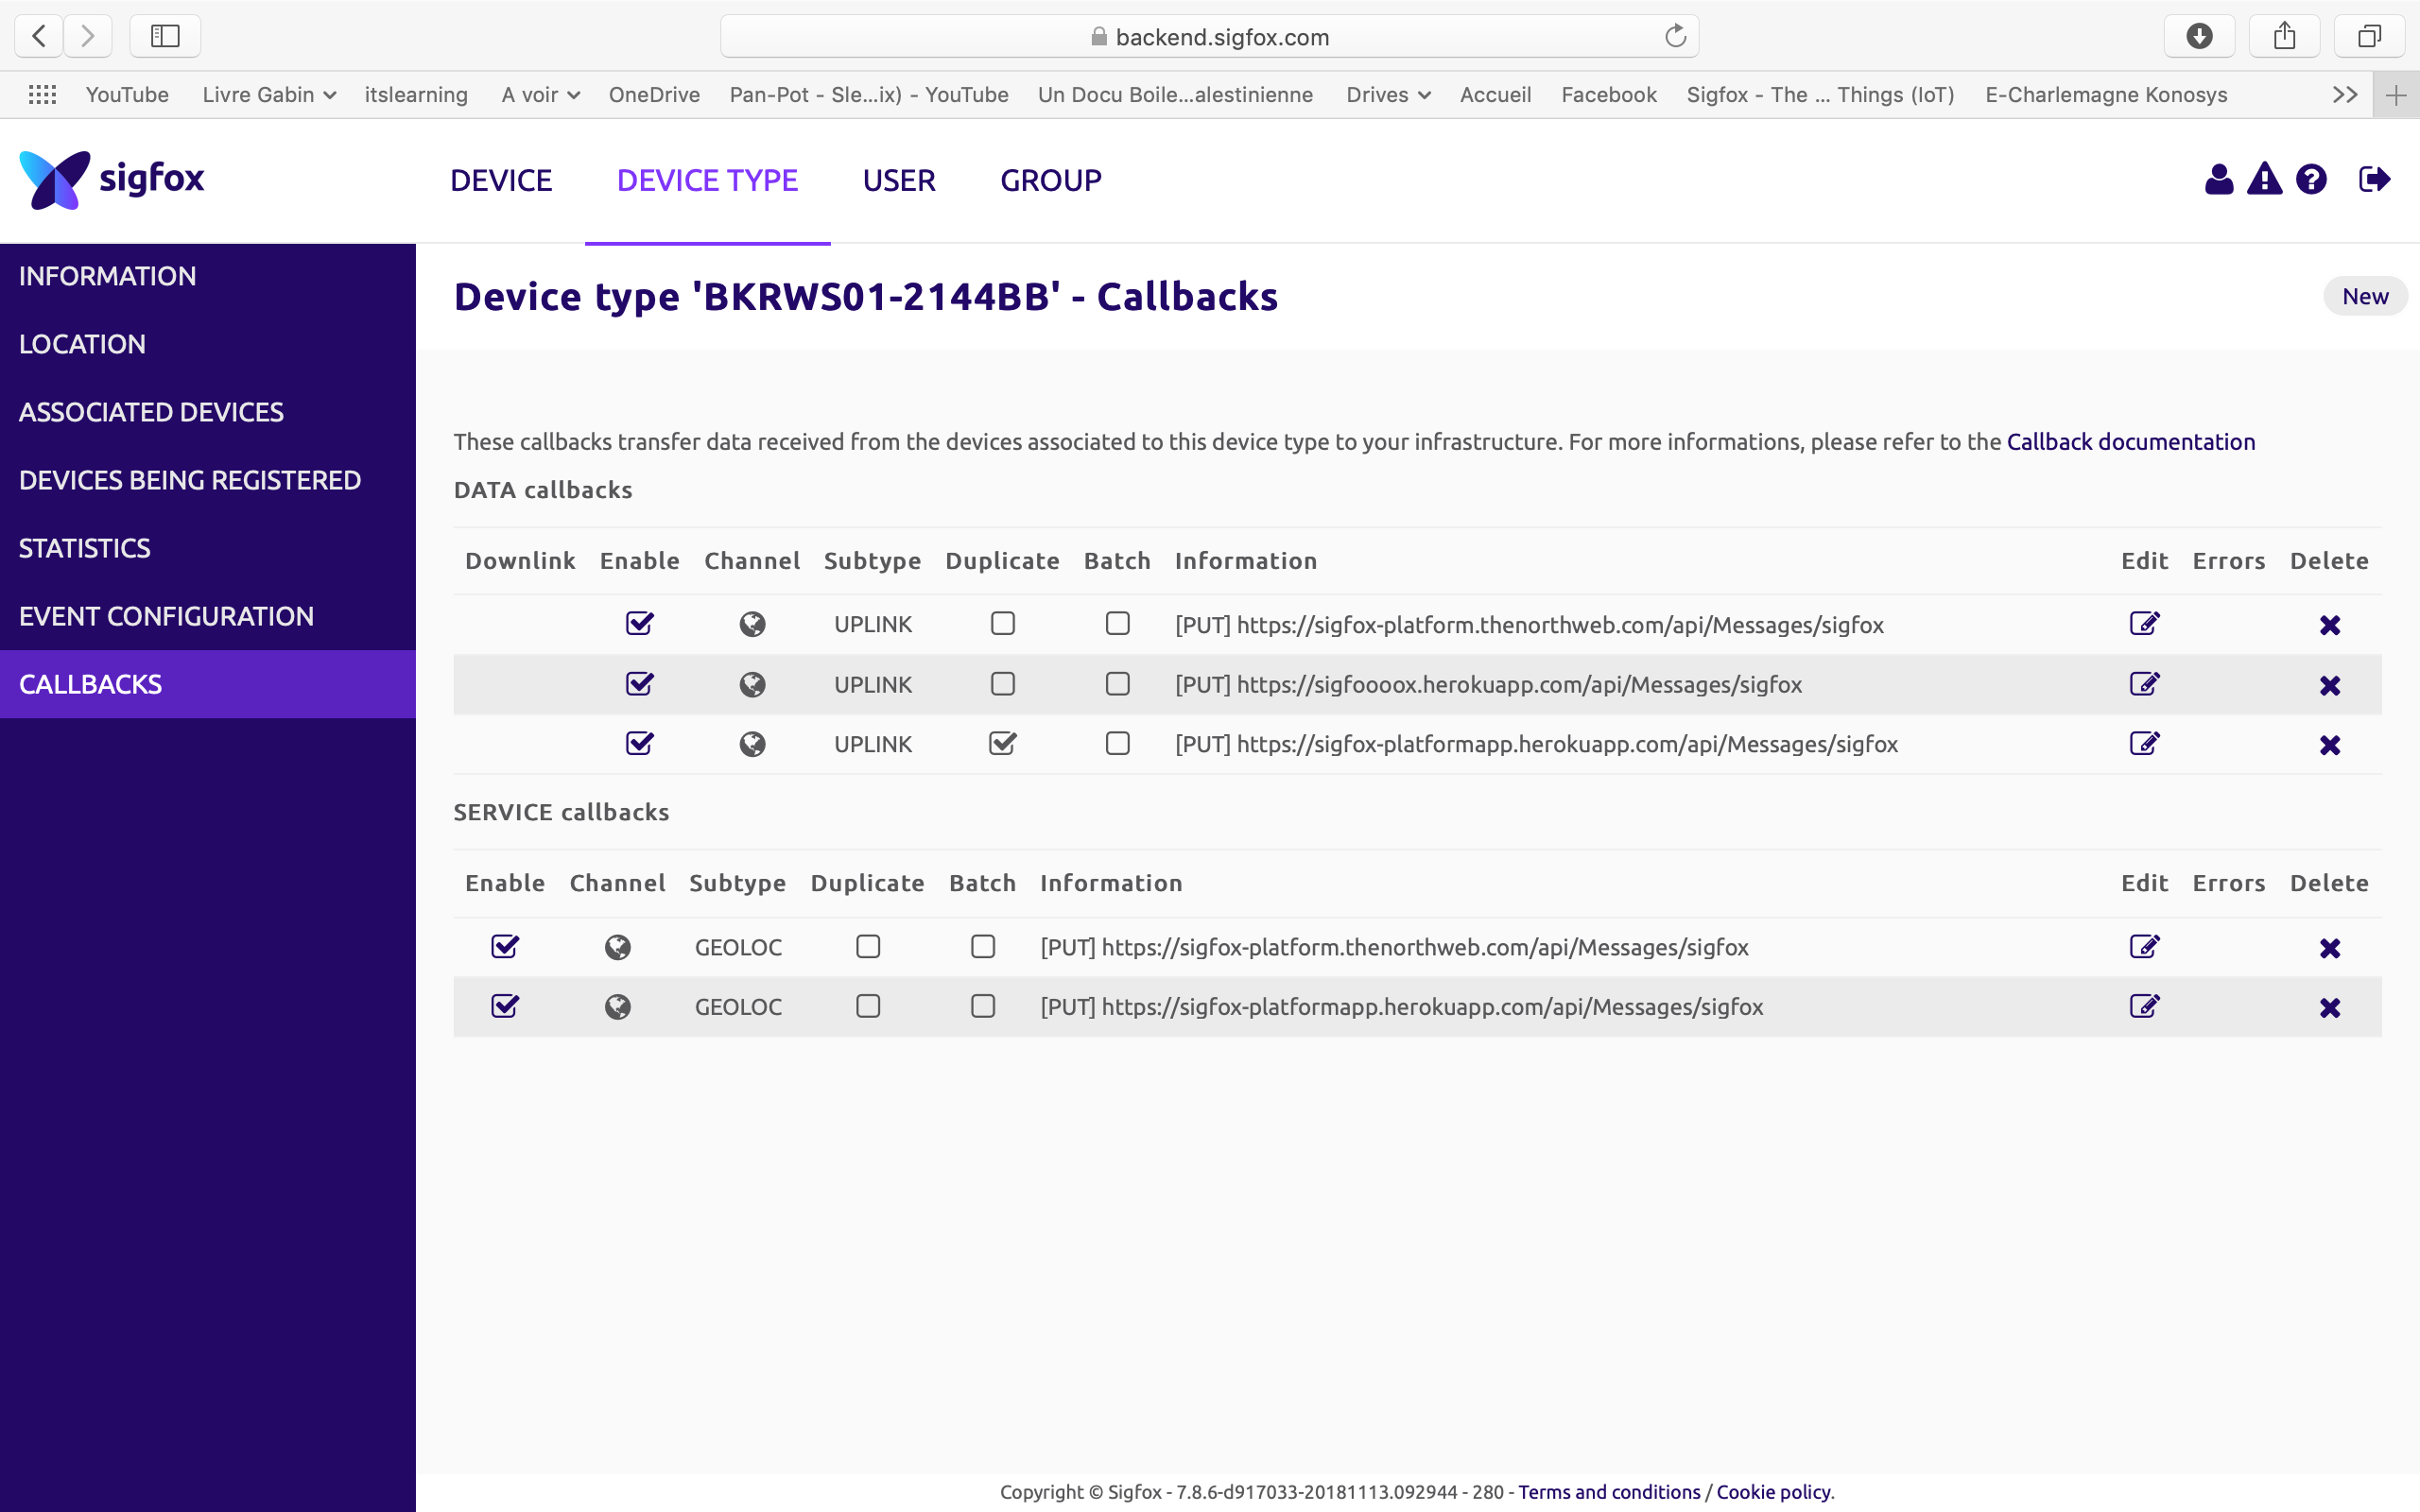 backend.sigfox.com
YouTube Livre Gabin itslearning A voir OneDrive Pan-Pot - Sle...ix) - YouTube Un Docu Boile...alestinienne Drives Accueil Facebook Sigfox - The ... Things (IoT) E-Charlemagne Konosys
sigfox DEVICE DEVICE TYPE USER GROUP
INFORMATION
LOCATION
ASSOCIATED DEVICES
DEVICES BEING REGISTERED
STATISTICS
EVENT CONFIGURATION
CALLBACKS
Device type 'BKRWS01-2144BB' - Callbacks New
These callbacks transfer data received from the devices associated to this device type to your infrastructure. For more informations, please refer to the Callback documentation
DATA callbacks
Downlink Enable Channel Subtype Duplicate Batch Information Edit Errors Delete
UPLINK [PUT] https://sigfox-platform.thenorthweb.com/api/Messages/sigfox
UPLINK [PUT] https://sigfoooox.herokuapp.com/api/Messages/sigfox
UPLINK [PUT] https://sigfox-platformapp.herokuapp.com/api/Messages/sigfox
SERVICE callbacks
Enable Channel Subtype Duplicate Batch Information Edit Errors Delete
GEOLOC [PUT] https://sigfox-platform.thenorthweb.com/api/Messages/sigfox
GEOLOC [PUT] https://sigfox-platformapp.herokuapp.com/api/Messages/sigfox
Copyright © Sigfox - 7.8.6-d917033-20181113.092944 - 280 - Terms and conditions / Cookie policy.